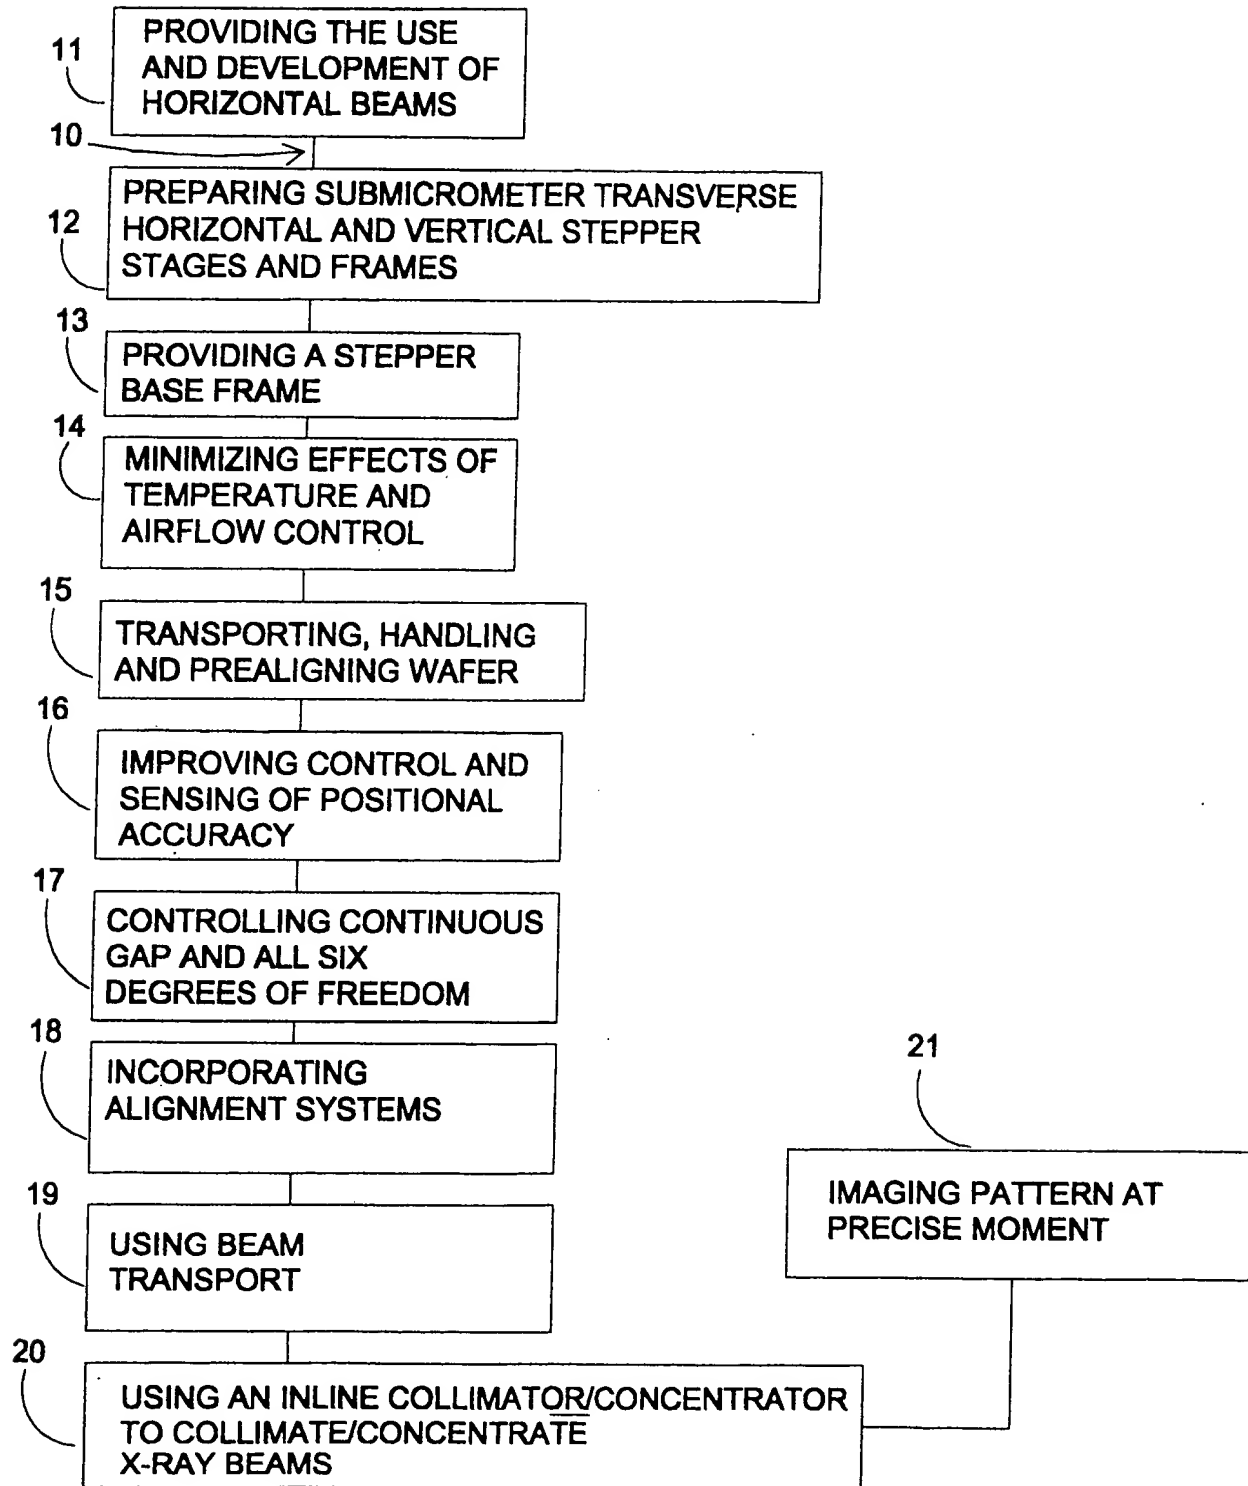 11
PROVIDING THE USE
AND DEVELOPMENT OF
HORIZONTAL BEAMS
10
12
PREPARING SUBMICROMETER TRANSVERSE
HORIZONTAL AND VERTICAL STEPPER
STAGES AND FRAMES
13
PROVIDING A STEPPER
BASE FRAME
14
MINIMIZING EFFECTS OF
TEMPERATURE AND
AIRFLOW CONTROL
15
TRANSPORTING, HANDLING
AND PREALIGNING WAFER
16
IMPROVING CONTROL AND
SENSING OF POSITIONAL
ACCURACY
17
CONTROLLING CONTINUOUS
GAP AND ALL SIX
DEGREES OF FREEDOM
18
INCORPORATING
ALIGNMENT SYSTEMS
19
USING BEAM
TRANSPORT
20
USING AN INLINE COLLIMATOR/CONCENTRATOR
TO COLLIMATE/CONCENTRATE
X-RAY BEAMS
21
IMAGING PATTERN AT
PRECISE MOMENT